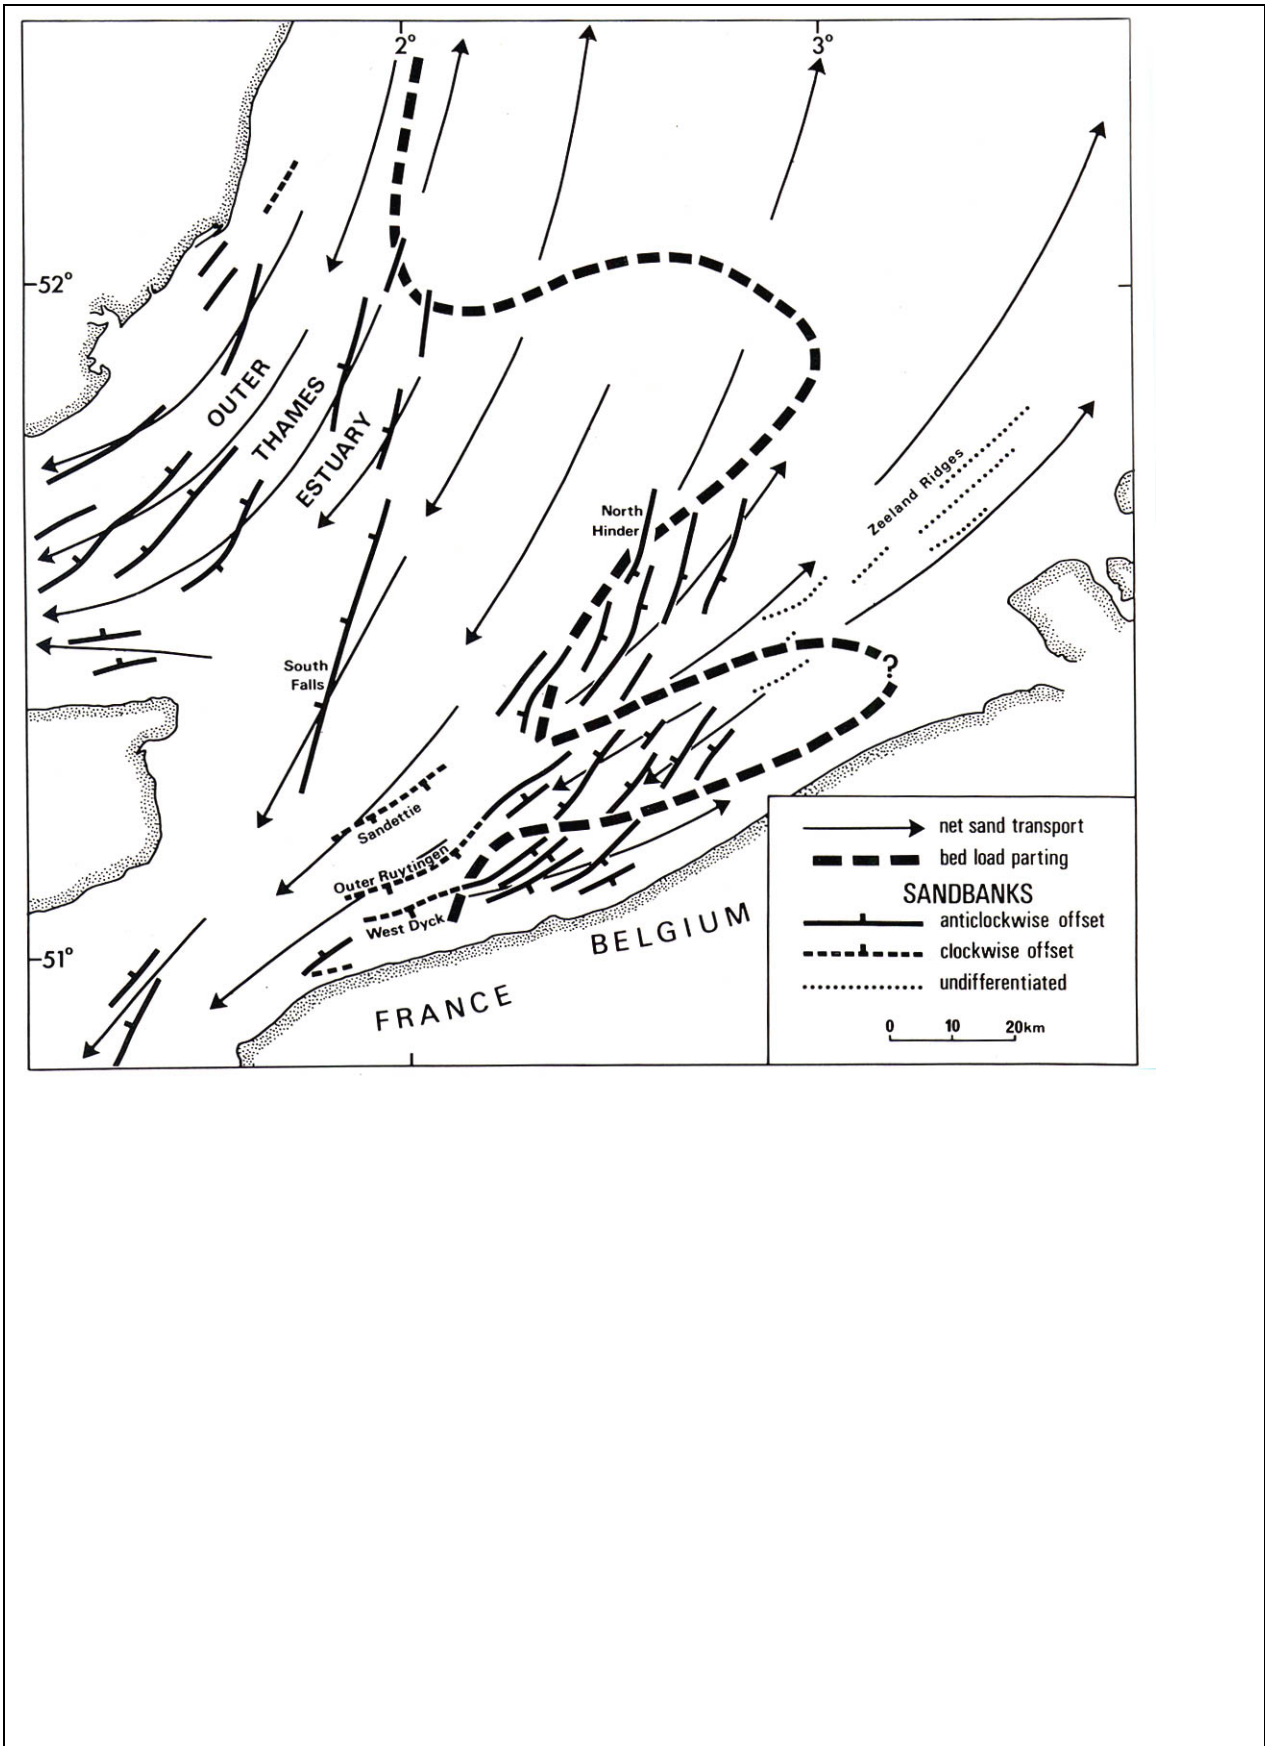 2°
3°
52°
OUTER
THAMES
ESTUARY
North
Hinder
Zeeland Ridges
South
Falls
?
Sandettie
Outer Ruytingen
West Dyck
51°
FRANCE
BELGIUM
net sand transport
bed load parting
SANDBANKS
anticlockwise offset
clockwise offset
undifferentiated
0 10 20km